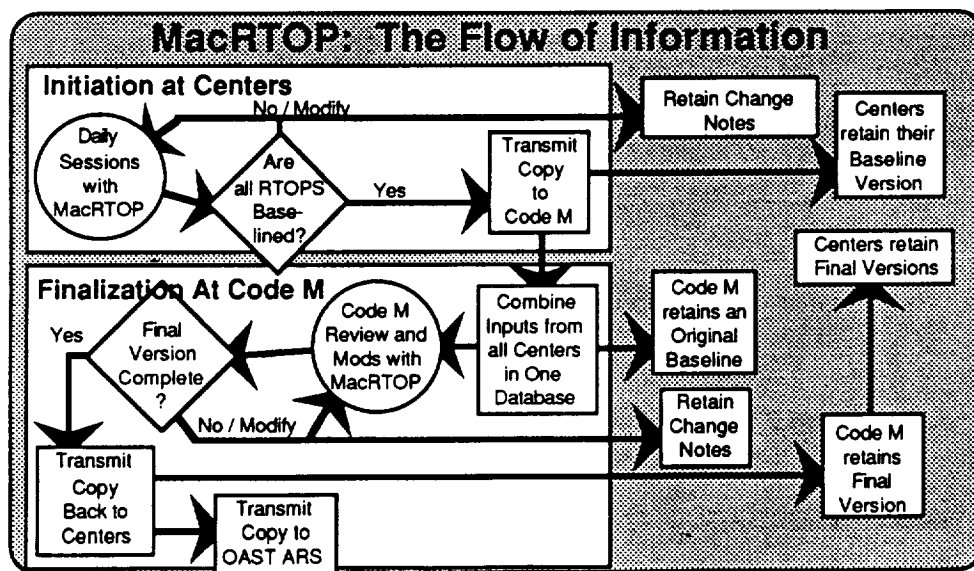 MacRTOP: The Flow of Information
Initiation at Centers
No / Modify
Daily
Sessions
with
MacRTOP
Are
all RTOPS
Base-
lined?
Yes
Transmit
Copy
to
Code M
Retain Change
Notes
Centers
retain their
Baseline
Version
Centers retain
Final Versions
Finalization At Code M
Yes
Final
Version
Complete
?
Code M
Review and
Mods with
MacRTOP
Combine
Inputs from
all Centers
in One
Database
Code M
retains an
Original
Baseline
No / Modify
Retain
Change
Notes
Code M
retains
Final
Version
Transmit
Copy
Back to
Centers
Transmit
Copy to
OAST ARS